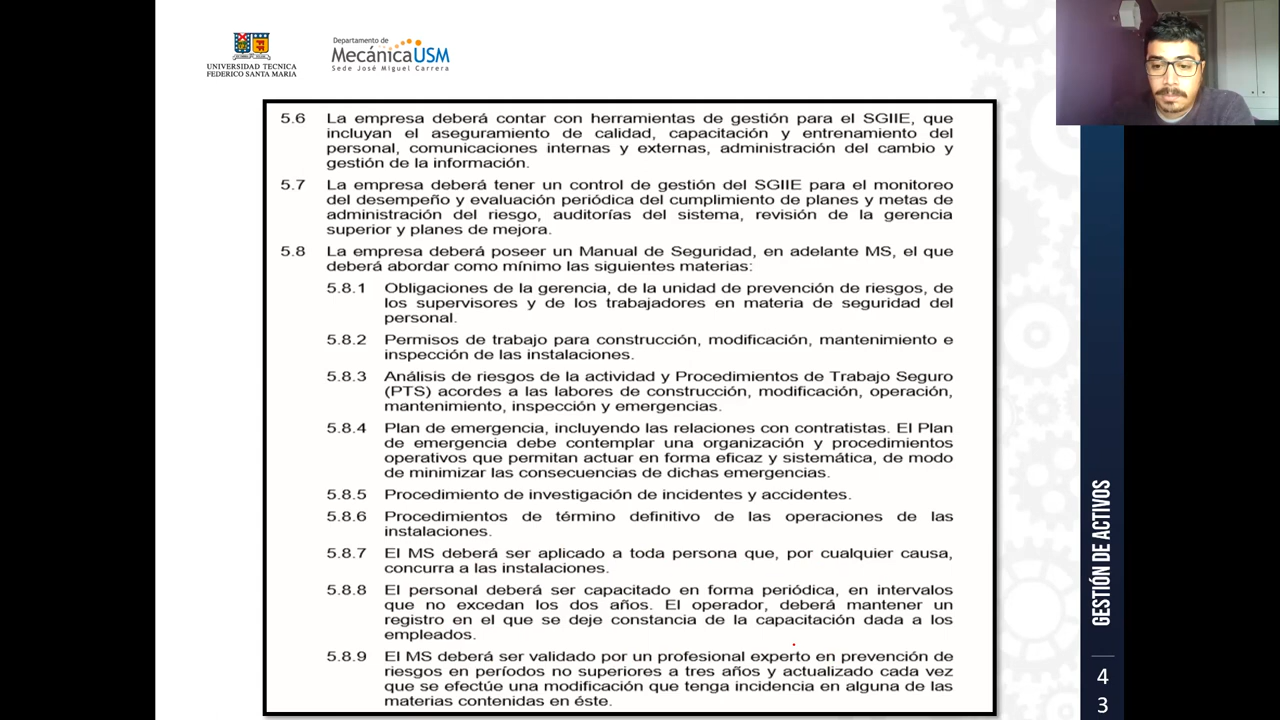 UNIVERSIDAD TECNICA
FEDERICO SANTA MARIA
Departamento de
MecánicaUSM
Sede José Miguel Carrera
5.6 La empresa deberá contar con herramientas de gestión para el SGIIE, que
incluyan el aseguramiento de calidad, capacitación y entrenamiento del
personal, comunicaciones internas y externas, administración del cambio y
gestión de la información.
5.7 La empresa deberá tener un control de gestión del SGIIE para el monitoreo
del desempeño y evaluación periódica del cumplimiento de planes y metas de
administración del riesgo, auditorías del sistema, revisión de la gerencia
superior y planes de mejora.
5.8 La empresa deberá poseer un Manual de Seguridad, en adelante MS, el que
deberá abordar como mínimo las siguientes materias:
5.8.1 Obligaciones de la gerencia, de la unidad de prevención de riesgos, de
los supervisores y de los trabajadores en materia de seguridad del
personal.
5.8.2 Permisos de trabajo para construcción, modificación, mantenimiento e
inspección de las instalaciones.
5.8.3 Análisis de riesgos de la actividad y Procedimientos de Trabajo Seguro
(PTS) acordes a las labores de construcción, modificación, operación,
mantenimiento, inspección y emergencias.
5.8.4 Plan de emergencia, incluyendo las relaciones con contratistas. El Plan
de emergencia debe contemplar una organización y procedimientos
operativos que permitan actuar en forma eficaz y sistemática, de modo
de minimizar las consecuencias de dichas emergencias.
5.8.5 Procedimiento de investigación de incidentes y accidentes.
5.8.6 Procedimientos de término definitivo de las operaciones de las
instalaciones.
5.8.7 El MS deberá ser aplicado a toda persona que, por cualquier causa,
concurra a las instalaciones.
5.8.8 El personal deberá ser capacitado en forma periódica, en intervalos
que no excedan los dos años. El operador, deberá mantener un
registro en el que se deje constancia de la capacitación dada a los
empleados.
5.8.9 El MS deberá ser validado por un profesional experto en prevención de
riesgos en períodos no superiores a tres años y actualizado cada vez
que se efectúe una modificación que tenga incidencia en alguna de las
materias contenidas en éste.
GESTIÓN DE ACTIVOS
4
3